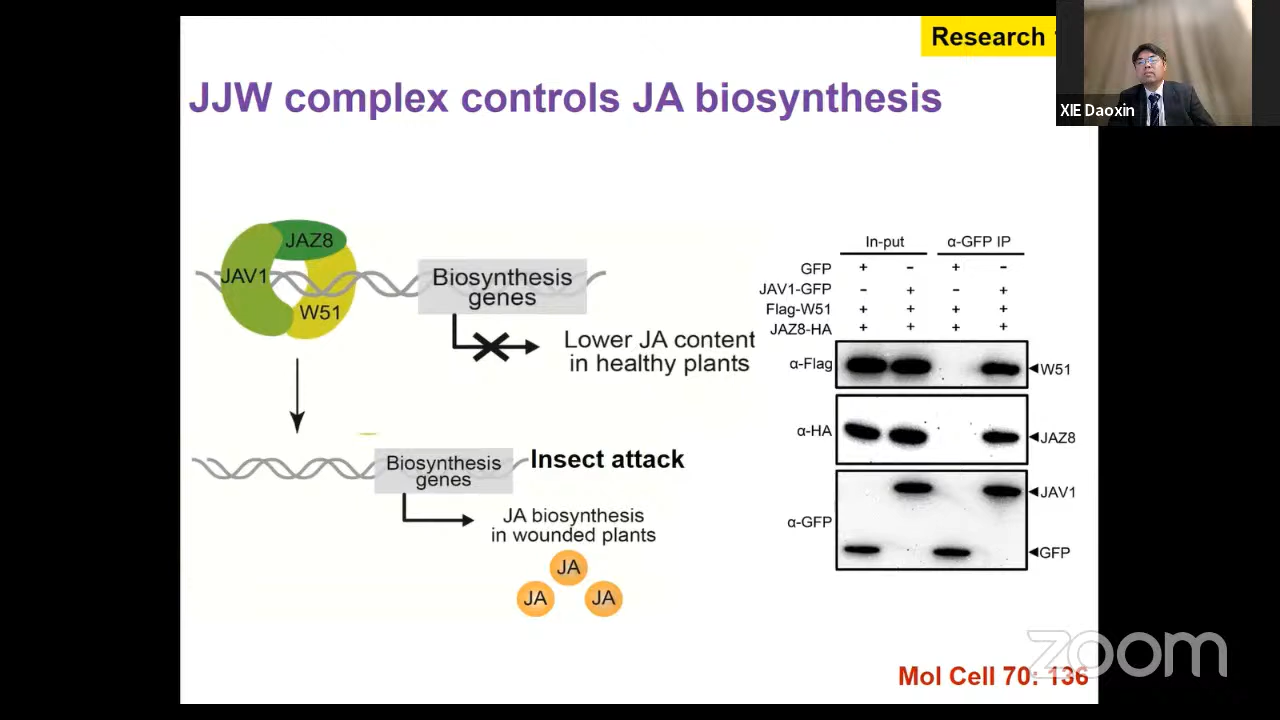 Research
XIE Daoxin
JJW complex controls JA biosynthesis
JAZ8
JAV1
W51
Biosynthesis
genes
Lower JA content
in healthy plants
Biosynthesis
genes
Insect attack
JA biosynthesis
in wounded plants
JA
JA
JA
In-put
α-GFP IP
GFP + - + -
JAV1-GFP - + - +
Flag-W51 + + + +
JAZ8-HA + + + +
α-Flag
W51
α-HA
JAZ8
α-GFP
JAV1
GFP
zoom
Mol Cell 70: 136